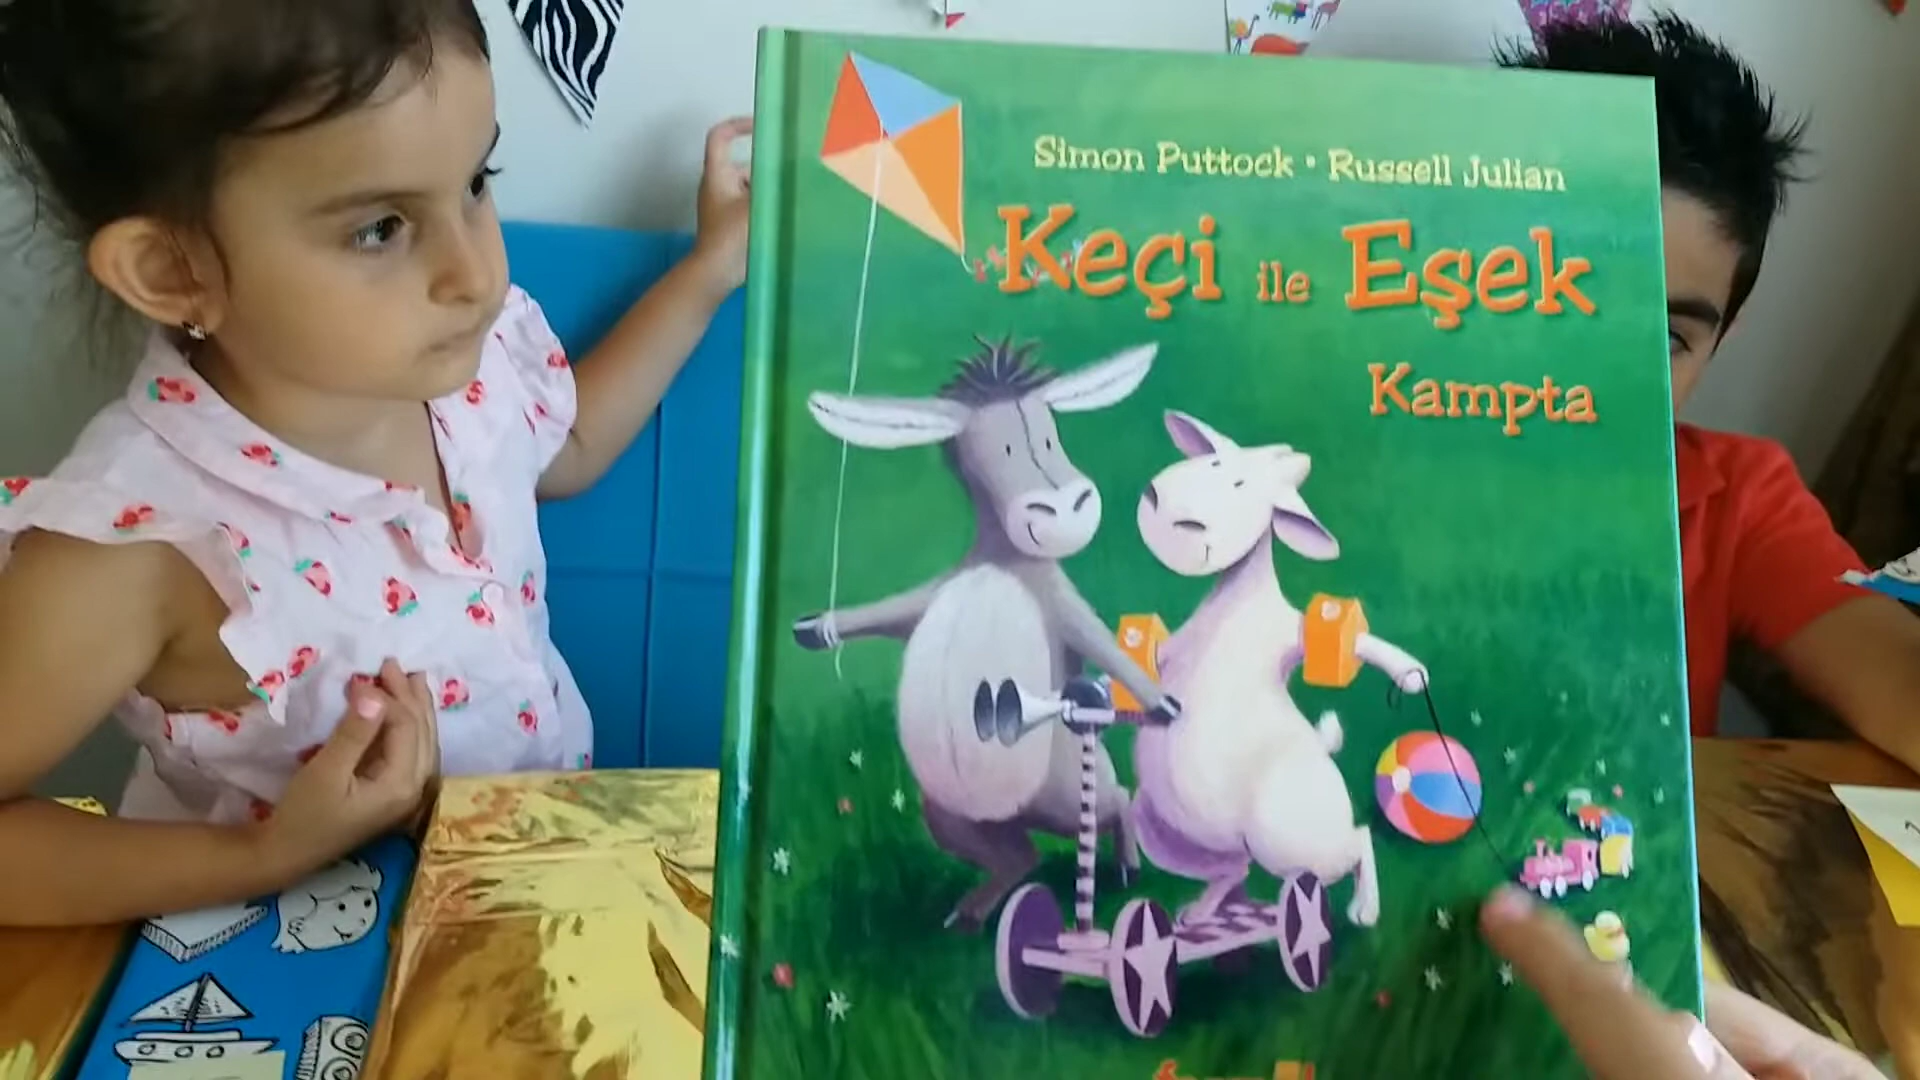 Simon Puttock • Russell Julian
Keçi ile Eşek
Kampta